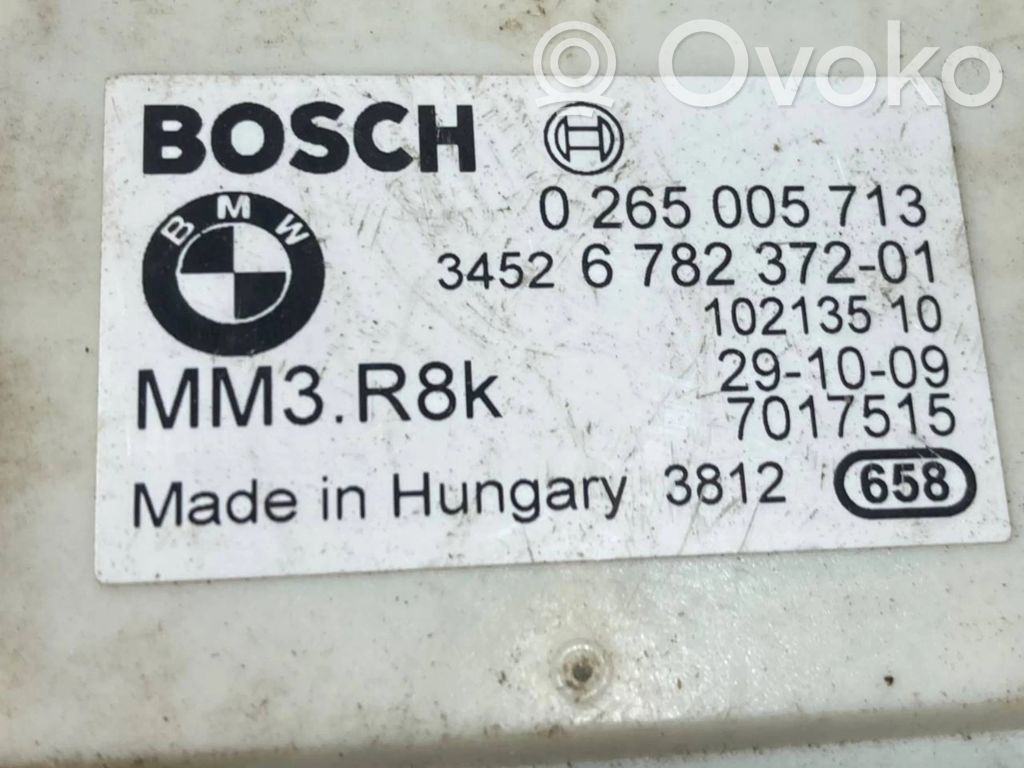 Ovoko
BOSCH
BMW
0 265 005 713
3452 6 782 372-01
102135 10
29-10-09
MM3.R8k
7017515
Made in Hungary 3812 658